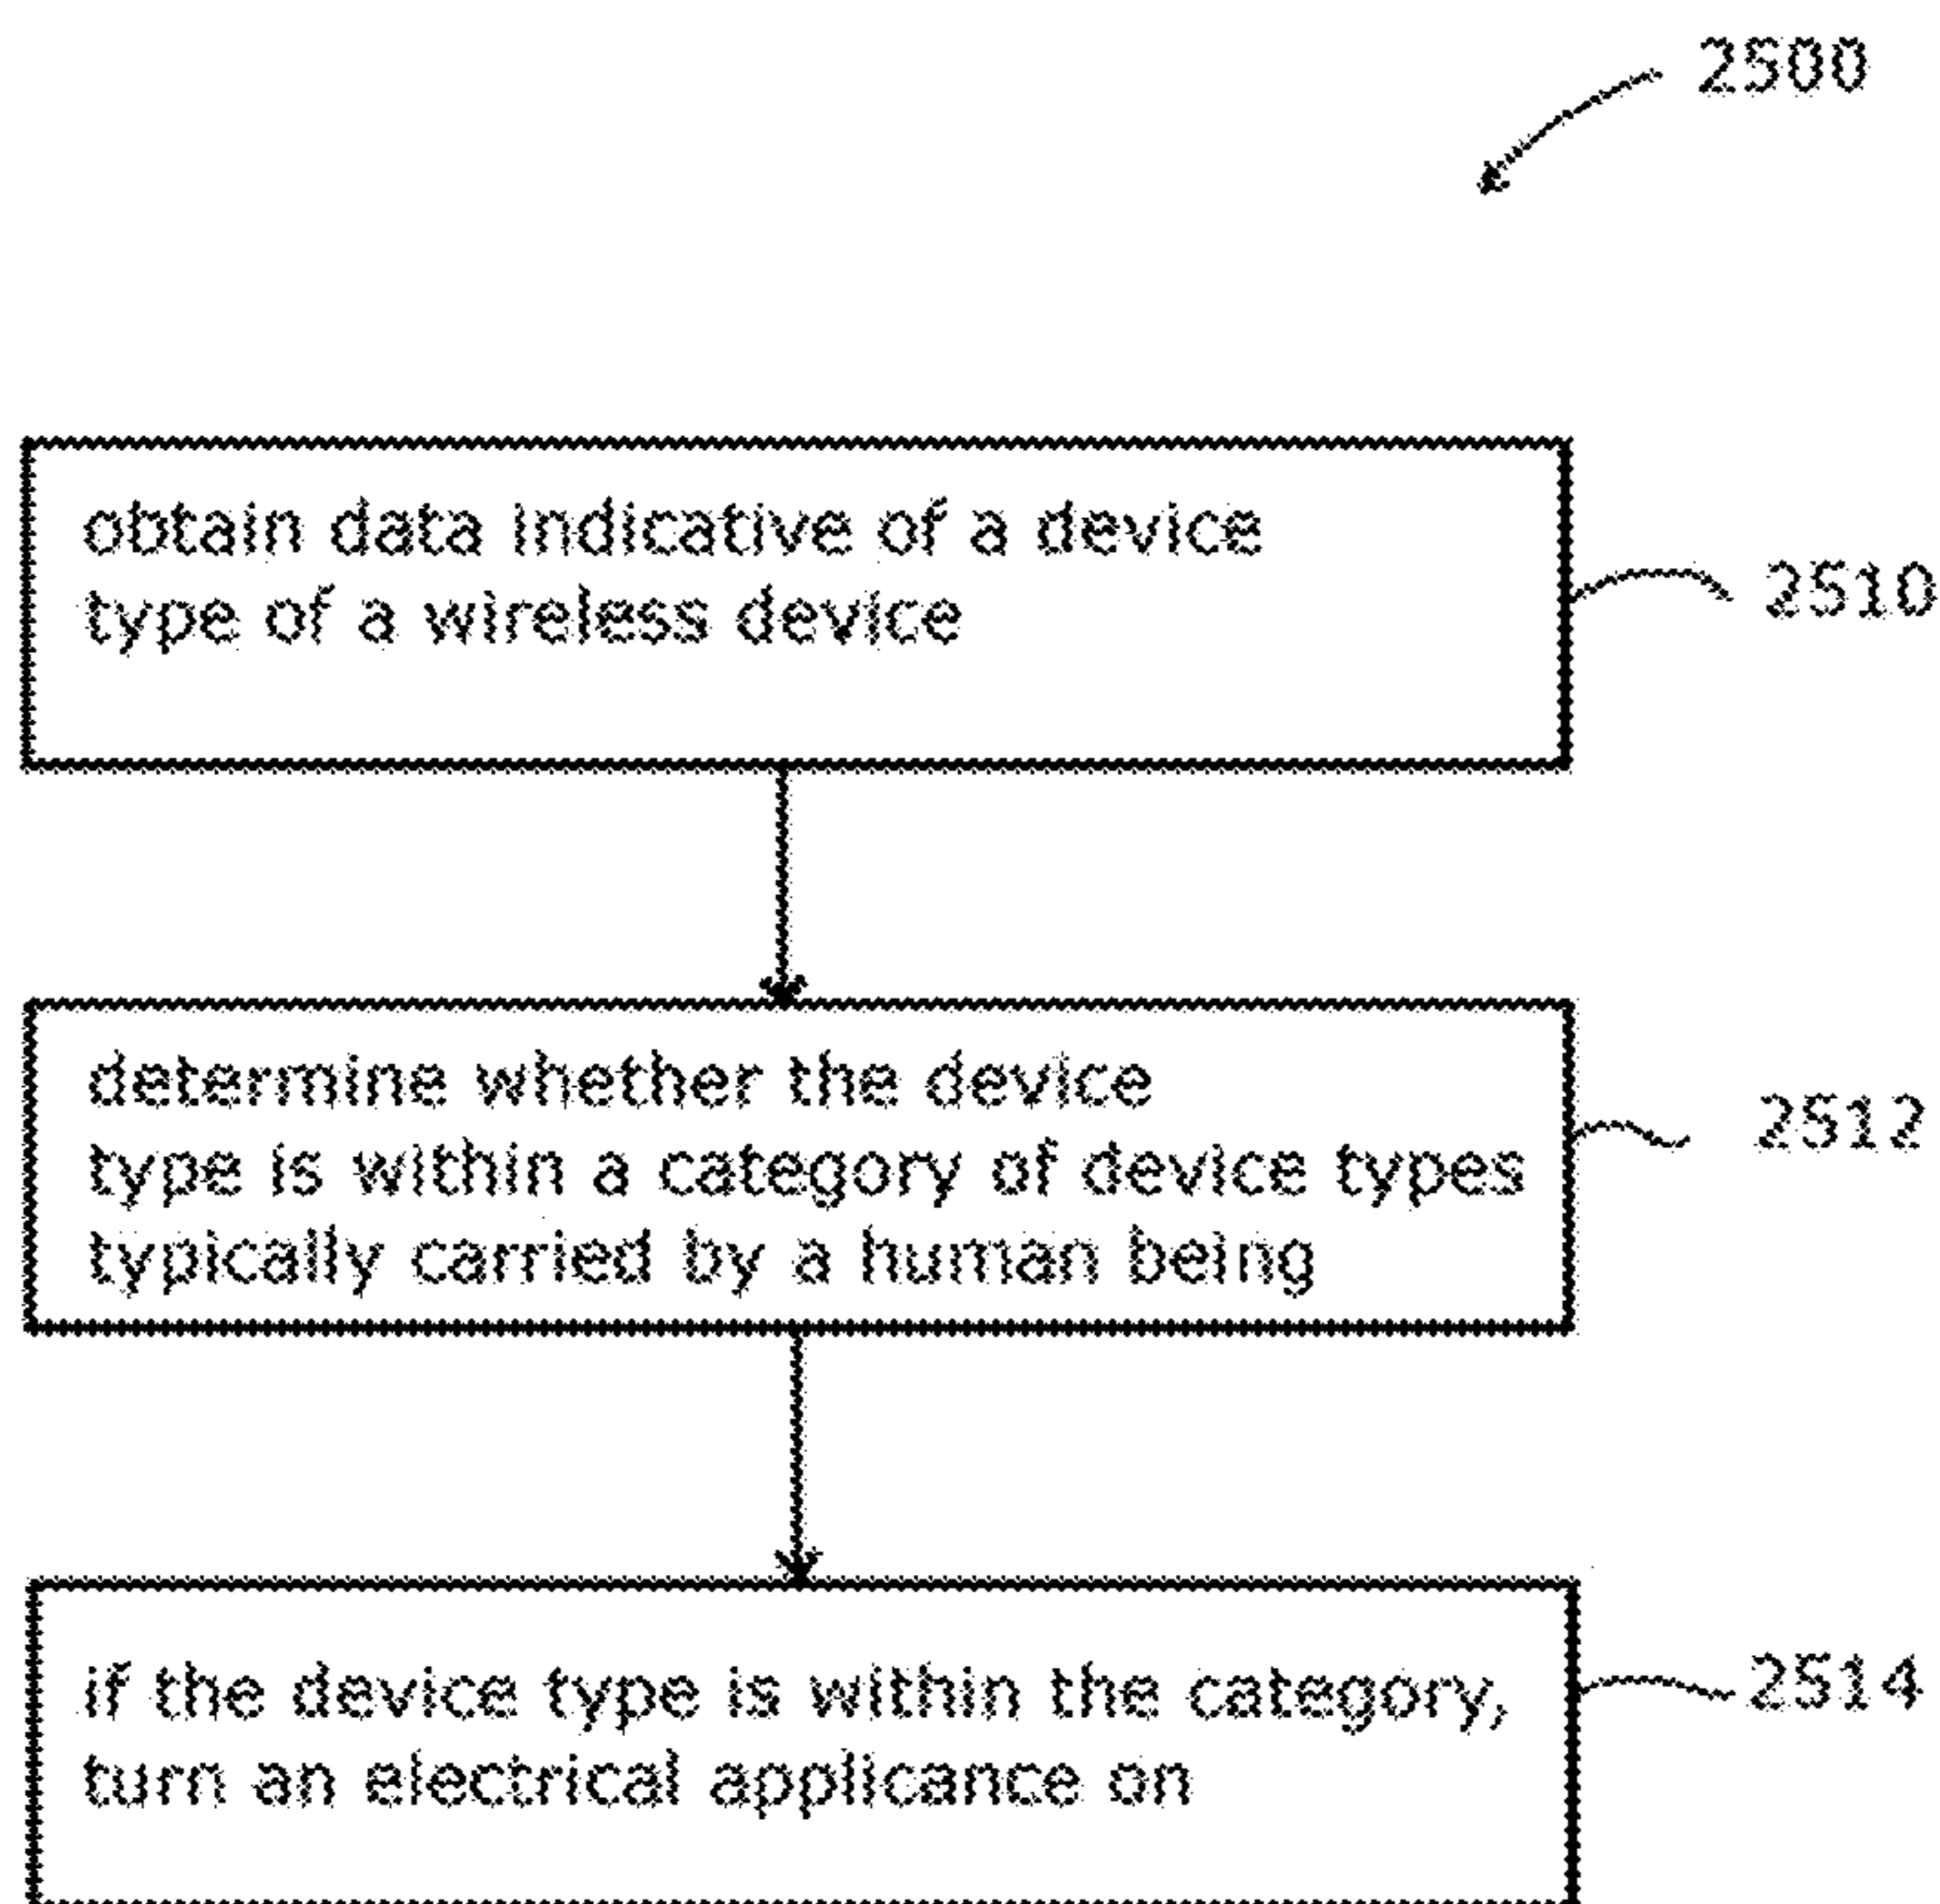 2500
obtain data indicative of a device
type of a wireless device
2510
determine whether the device
type is within a category of device types
typically carried by a human being
2512
if the device type is within the category,
turn an electrical applicance on
2514